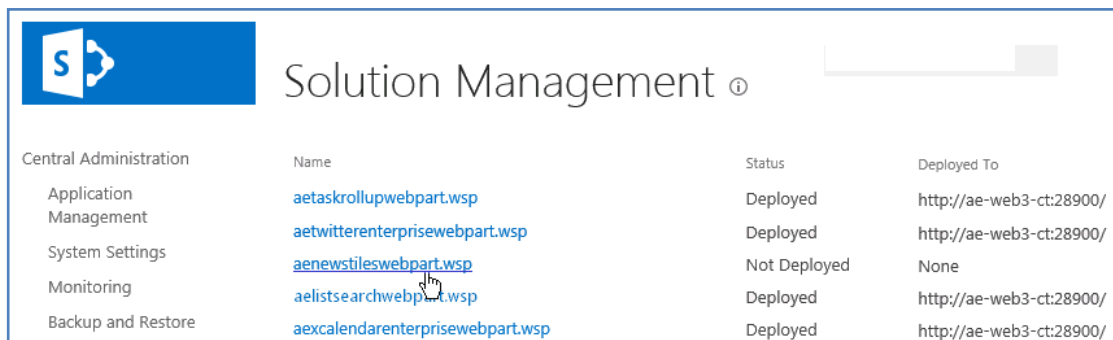 S
Solution Management
Central Administration
Application
Management
System Settings
Monitoring
Backup and Restore
Name Status Deployed To
aetaskrollupwebpart.wsp Deployed http://ae-web3-ct:28900/
aetwitterenterprisewebpart.wsp Deployed http://ae-web3-ct:28900/
aenewstileswebpart.wsp Not Deployed None
aelistsearchwebpart.wsp Deployed http://ae-web3-ct:28900/
aexcalendarenterprisewebpart.wsp Deployed http://ae-web3-ct:28900/